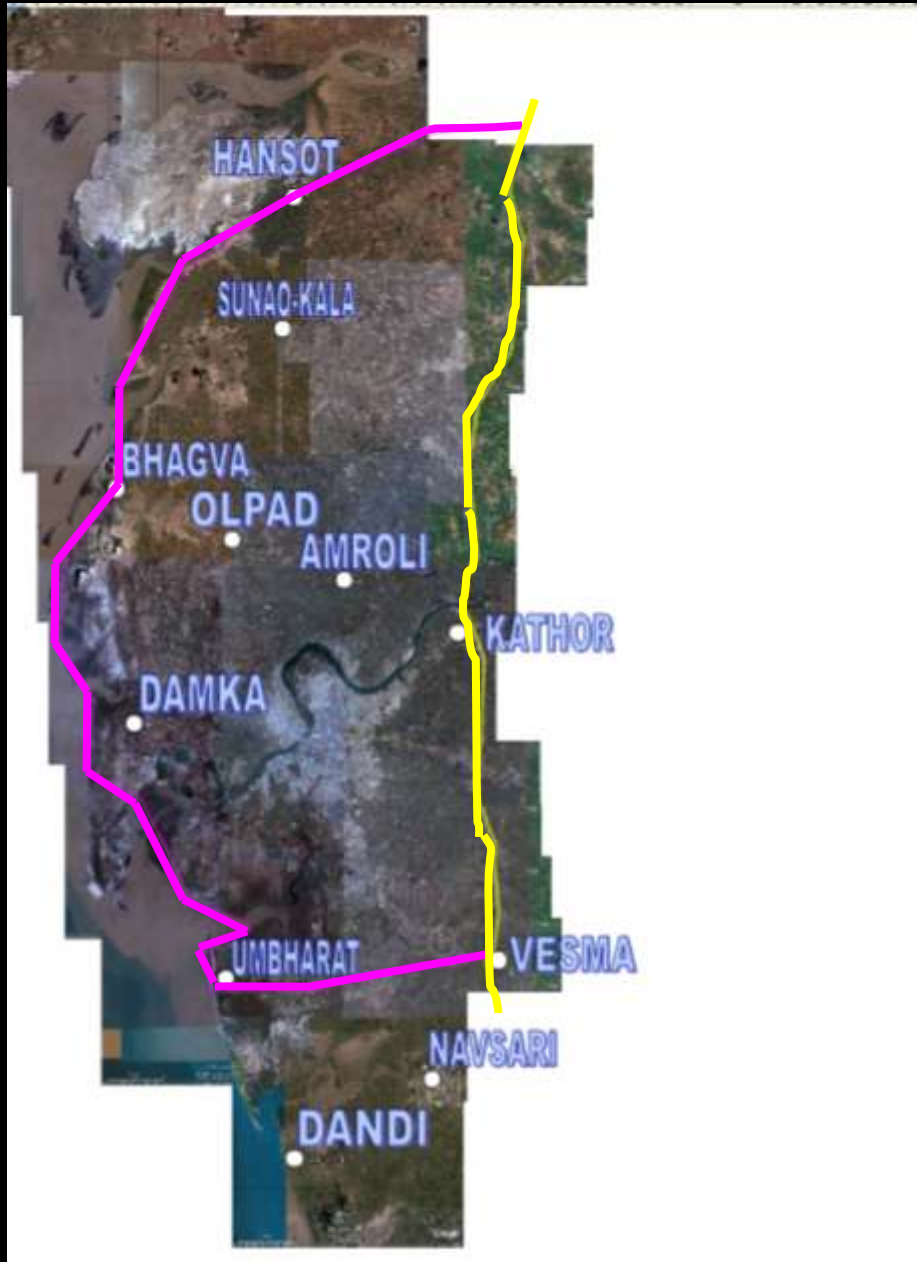 HANSOT
SUNAO-KALA
BHAGVA
OLPAD
AMROLI
KATHOR
DAMKA
UMBHARAT
VESMA
NAVSARI
DANDI